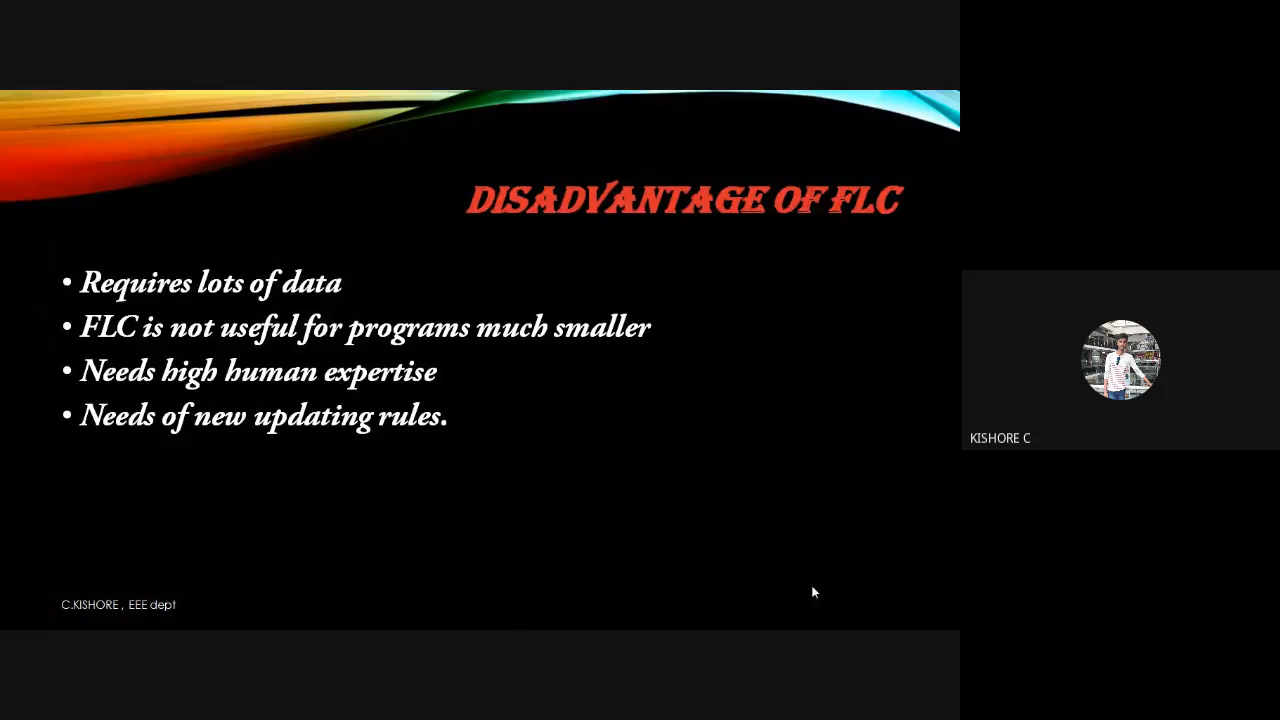 DISADVANTAGE OF FLC
• Requires lots of data
• FLC is not useful for programs much smaller
• Needs high human expertise
• Needs of new updating rules.
KISHORE C
C.KISHORE , EEE dept